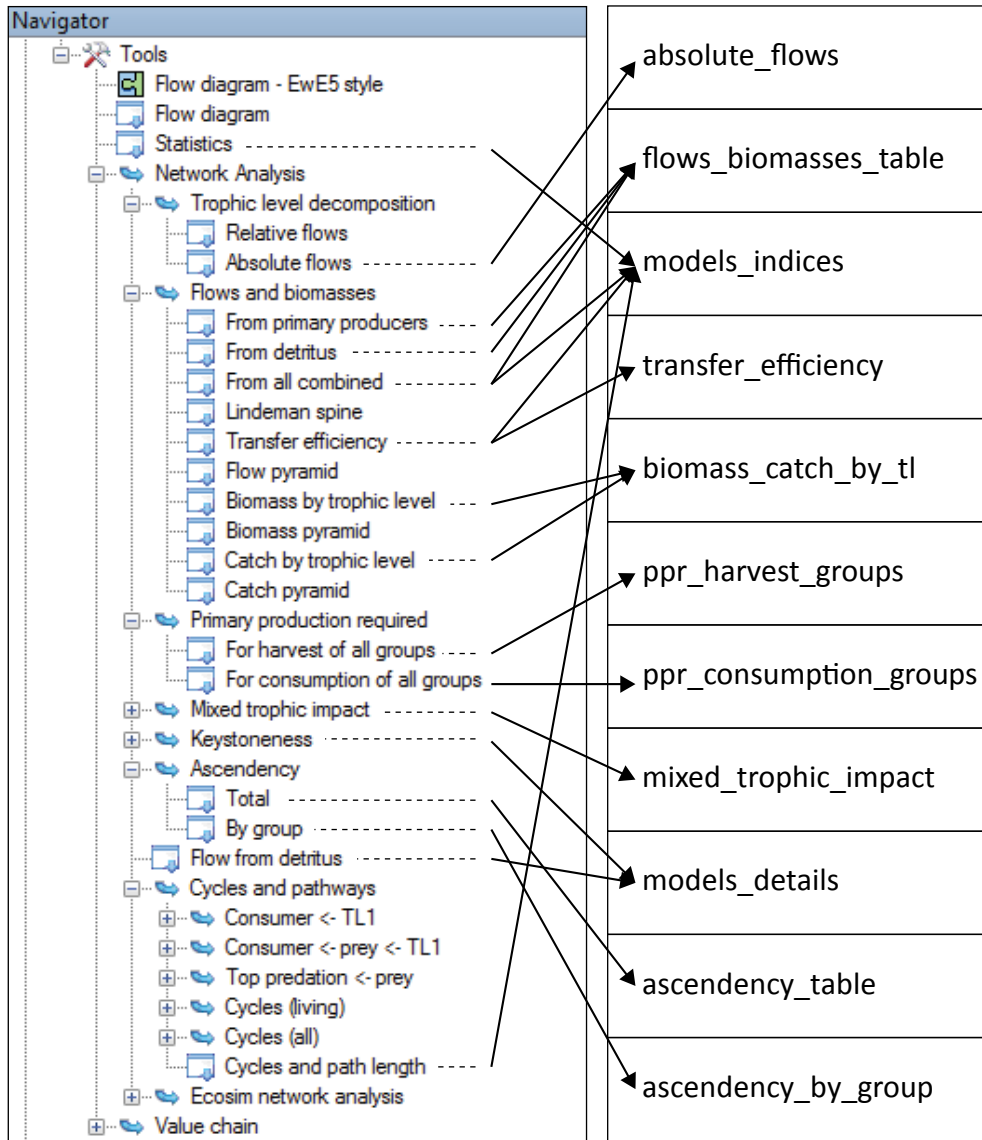 Navigator
Tools
Flow diagram - EwE5 style
Flow diagram
Statistics
Network Analysis
Trophic level decomposition
Relative flows
Absolute flows
Flows and biomasses
From primary producers
From detritus
From all combined
Lindeman spine
Transfer efficiency
Flow pyramid
Biomass by trophic level
Biomass pyramid
Catch by trophic level
Catch pyramid
Primary production required
For harvest of all groups
For consumption of all groups
Mixed trophic impact
Keystoneness
Ascendency
Total
By group
Flow from detritus
Cycles and pathways
Consumer <- TL1
Consumer <- prey <- TL1
Top predation <- prey
Cycles (living)
Cycles (all)
Cycles and path length
Ecosim network analysis
Value chain
absolute_flows
flows_biomasses_table
models_indices
transfer_efficiency
biomass_catch_by_tl
ppr_harvest_groups
ppr_consumption_groups
mixed_trophic_impact
models_details
ascendency_table
ascendency_by_group